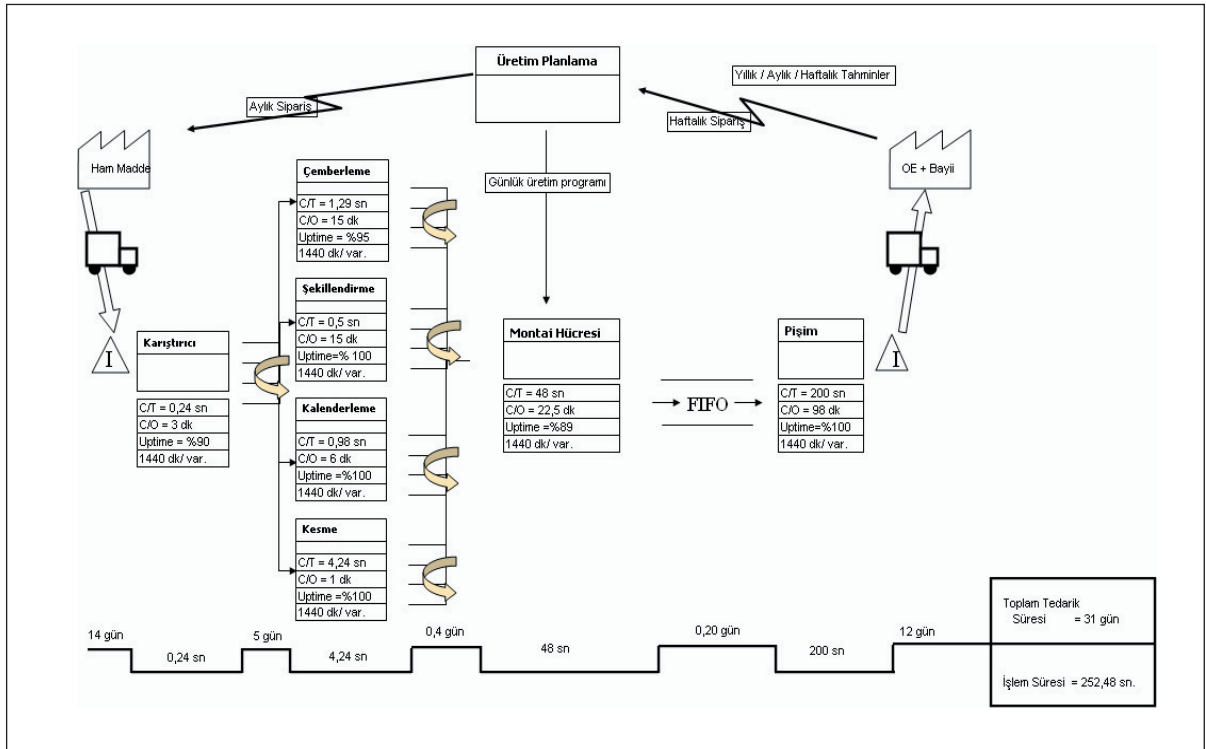 Üretim Planlama
Yıllık / Aylık / Haftalık Tahminler
Aylık Sipariş
Haftalık Sipariş
Ham Madde
OE + Bayii
Günlük üretim programı
Çemberleme
C/T = 1,29 sn
C/O = 15 dk
Uptime = %95
1440 dk/ var.
Şekillendirme
C/T = 0,5 sn
C/O = 15 dk
Uptime=% 100
1440 dk/ var.
I
Karıştırıcı
C/T = 0,24 sn
C/O = 3 dk
Uptime = %90
1440 dk/ var.
Kalenderleme
C/T = 0,98 sn
C/O = 6 dk
Uptime =%100
1440 dk/ var.
Kesme
C/T = 4,24 sn
C/O = 1 dk
Uptime =%100
1440 dk/ var.
Montai Hücresi
C/T = 48 sn
C/O = 22,5 dk
Uptime =%89
1440 dk/ var.
FIFO
Pişim
C/T = 200 sn
C/O = 98 dk
Uptime=%100
1440 dk/ var.
I
14 gün
0,24 sn
5 gün
4,24 sn
0,4 gün
48 sn
0,20 gün
200 sn
12 gün
Toplam Tedarik
Süresi = 31 gün
İşlem Süresi = 252,48 sn.